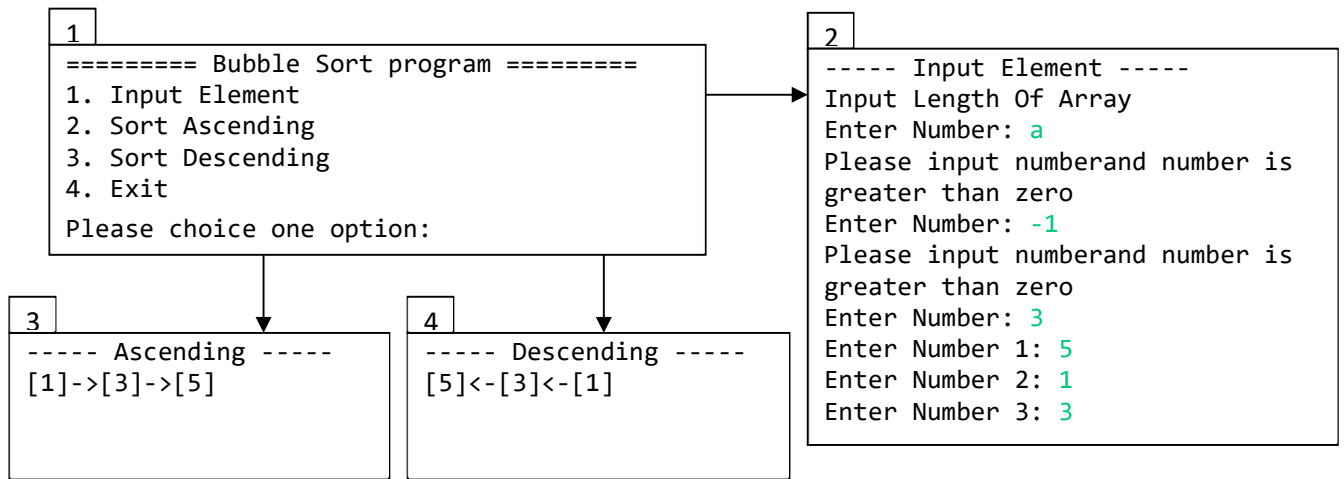 1
========= Bubble Sort program =========
1. Input Element
2. Sort Ascending
3. Sort Descending
4. Exit
Please choice one option:
2
----- Input Element -----
Input Length Of Array
Enter Number: a
Please input numberand number is
greater than zero
Enter Number: -1
Please input numberand number is
greater than zero
Enter Number: 3
Enter Number 1: 5
Enter Number 2: 1
Enter Number 3: 3
3
----- Ascending -----
[1]->[3]->[5]
4
----- Descending -----
[5]<-[3]<-[1]